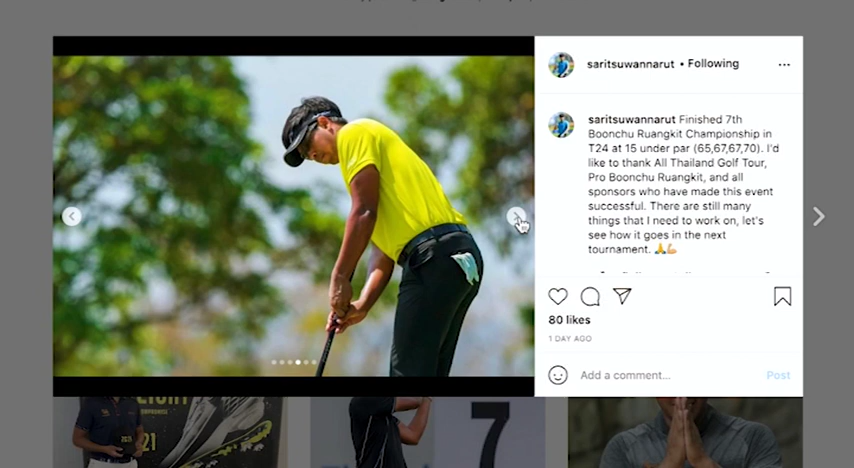 saritsuwannarut • Following
saritsuwannarut Finished 7th
Boonchu Ruangkit Championship in
T24 at 15 under par (65,67,67,70). I'd
like to thank All Thailand Golf Tour,
Pro Boonchu Ruangkit, and all
sponsors who have made this event
successful. There are still many
things that I need to work on, let's
see how it goes in the next
tournament. 🙏💪
80 likes
1 DAY AGO
Add a comment...
Post
21
7